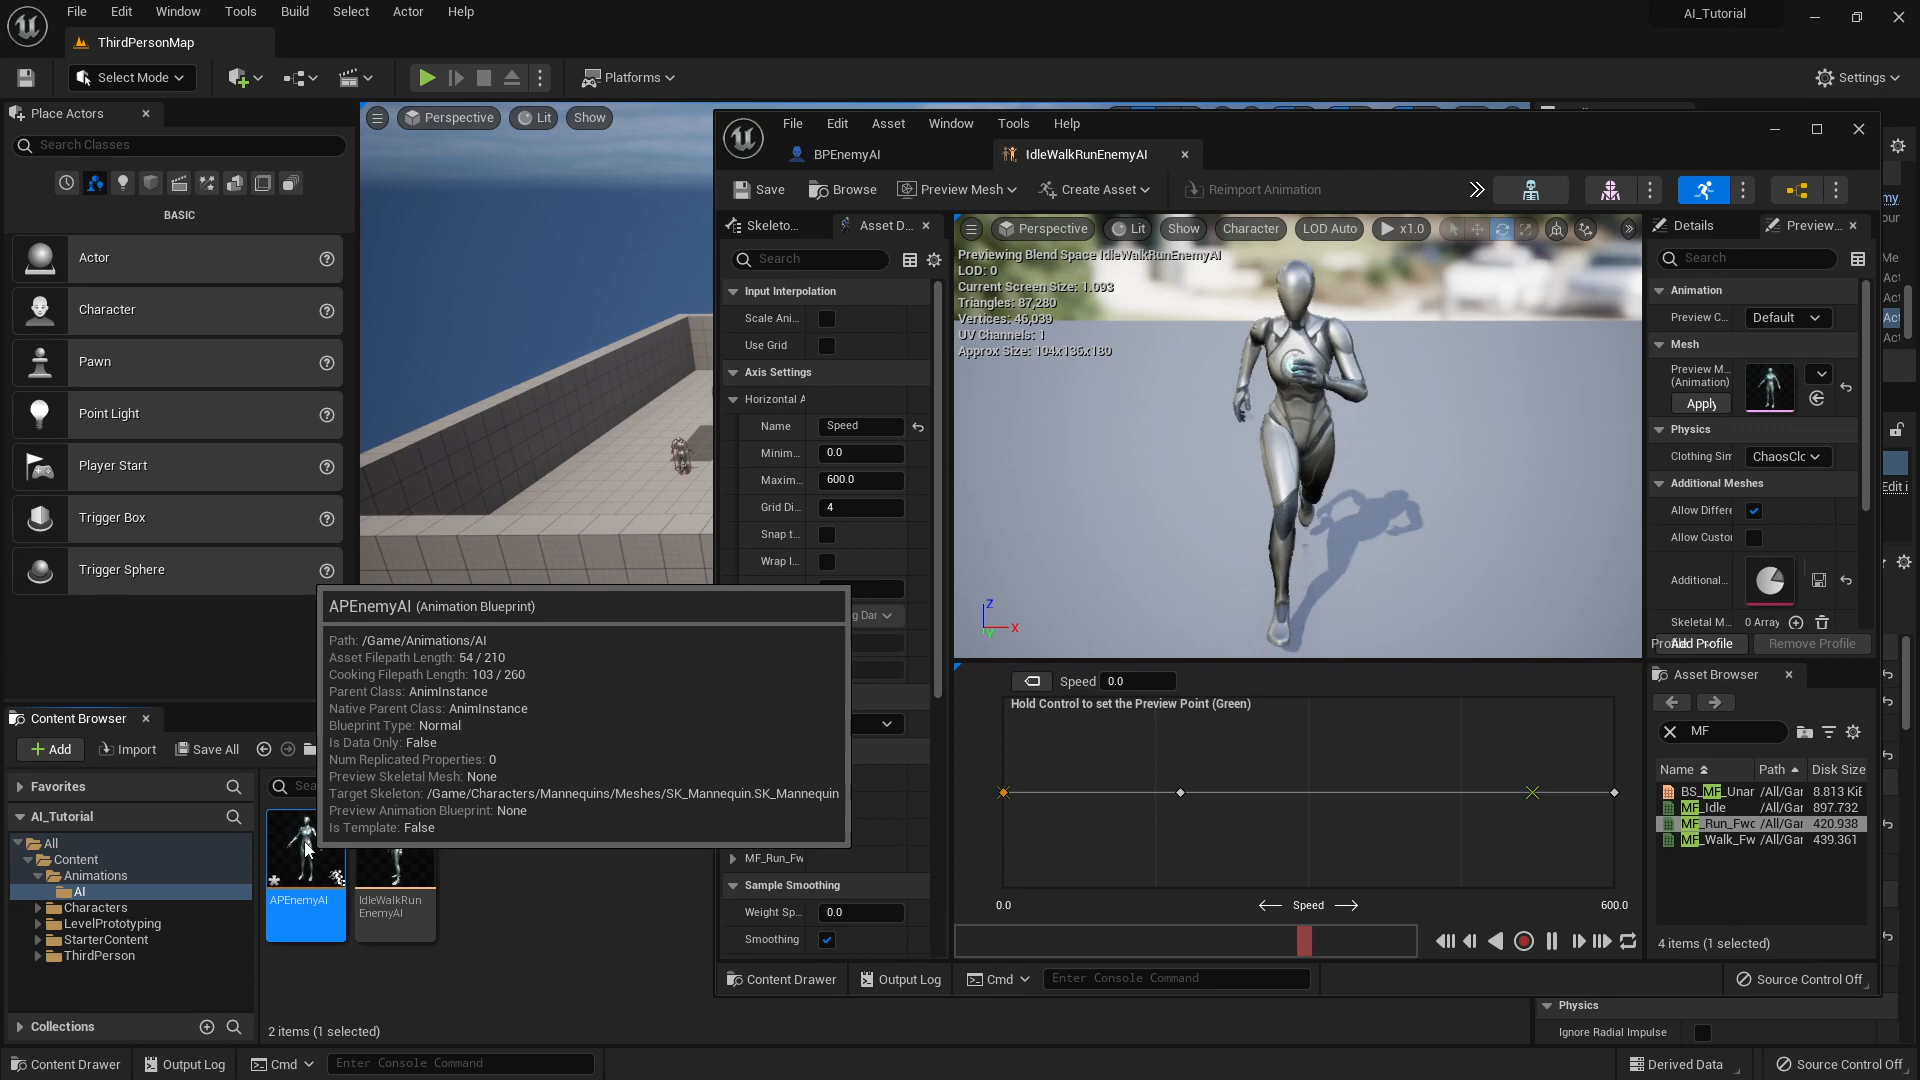 File Edit Window Tools Build Select Actor Help
AI_Tutorial
ThirdPersonMap
Select Mode
Platforms
Settings
Place Actors
Search Classes
BASIC
Actor
Character
Pawn
Point Light
Player Start
Trigger Box
Trigger Sphere
Perspective
Lit
Show
File Edit Asset Window Tools Help
BPEnemyAI
IdleWalkRunEnemyAI
Save
Browse
Preview Mesh
Create Asset
Reimport Animation
Skeleto...
Asset D...
Search
Input Interpolation
Scale Ani...
Use Grid
Axis Settings
Horizontal A
Name Speed
Minim... 0.0
Maxim... 600.0
Grid Di... 4
Snap t...
Wrap I...
g Dar
MF_Run_Fw
Sample Smoothing
Weight Sp... 0.0
Smoothing
Perspective
Lit
Show
Character
LOD Auto
x1.0
Previewing Blend Space IdleWalkRunEnemyAI
LOD: 0
Current Screen Size: 1.093
Triangles: 87,280
Vertices: 46,039
UV Channels: 1
Approx Size: 104x136x180
Z
X
Y
Speed 0.0
Hold Control to set the Preview Point (Green)
0.0
Speed
600.0
Details
Preview...
Search
Animation
Preview C... Default
Mesh
Preview M...
(Animation)
Apply
Physics
Clothing Sim ChaosClo
Additional Meshes
Allow Differe
Allow Custor
Additional...
Skeletal M... 0 Array
Add Profile
Remove Profile
Asset Browser
MF
Name Path Disk Size
BS_MF_Unar /All/Gar 8.813 KiE
MF_Idle /All/Gar 897.732
MF_Run_Fwc /All/Gar 420.938
MF_Walk_Fw /All/Gar 439.361
4 items (1 selected)
Content Drawer
Output Log
Cmd
Enter Console Command
Source Control Off
APEnemyAI (Animation Blueprint)
Path: /Game/Animations/AI
Asset Filepath Length: 54 / 210
Cooking Filepath Length: 103 / 260
Parent Class: AnimInstance
Native Parent Class: AnimInstance
Blueprint Type: Normal
Is Data Only: False
Num Replicated Properties: 0
Preview Skeletal Mesh: None
Target Skeleton: /Game/Characters/Mannequins/Meshes/SK_Mannequin.SK_Mannequin
Preview Animation Blueprint: None
Is Template: False
Content Browser
Add
Import
Save All
Favorites
AI_Tutorial
All
Content
Animations
AI
Characters
LevelPrototyping
StarterContent
ThirdPerson
Collections
Sea
APEnemyAI
IdleWalkRun
EnemyAI
2 items (1 selected)
Physics
Ignore Radial Impulse
Content Drawer
Output Log
Cmd
Enter Console Command
Derived Data
Source Control Off